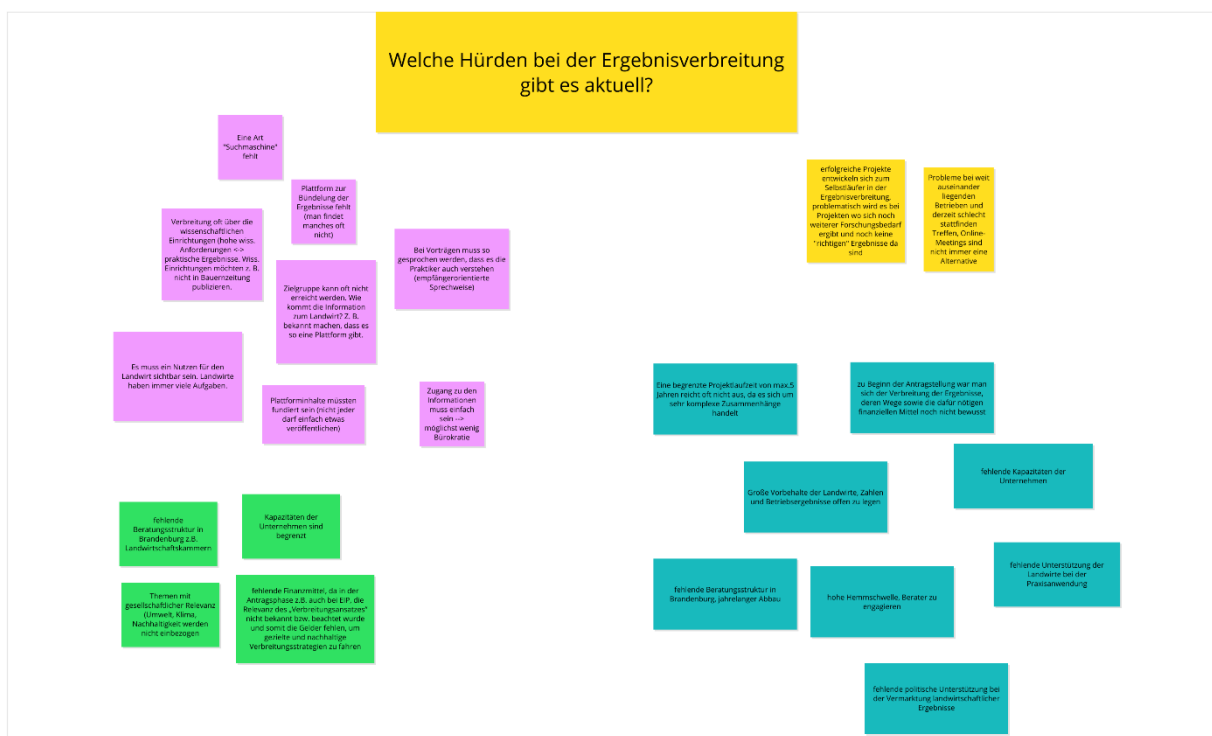 Welche Hürden bei der Ergebnisverbreitung
gibt es aktuell?
Eine Art
"Suchmaschine"
fehlt
Plattform zur
Bündelung der
Ergebnisse fehlt
(man findet
manches oft
nicht)
Verbreitung oft über die
wissenschaftlichen
Einrichtungen (hohe wiss.
Anforderungen <->
praktische Ergebnisse. Wiss.
Einrichtungen möchten z. B.
nicht in Bauernzeitung
publizieren.
Bei Vorträgen muss so
gesprochen werden, dass es die
Praktiker auch verstehen
(empfängerorientierte
Sprechweise)
Zielgruppe kann oft nicht
erreicht werden. Wie
kommt die Information
zum Landwirt? Z. B.
bekannt machen, dass es
so eine Plattform gibt.
Es muss ein Nutzen für den
Landwirt sichtbar sein. Landwirte
haben immer viele Aufgaben.
Plattforminhalte müssten
fundiert sein (nicht jeder
darf einfach etwas
veröffentlichen)
Zugang zu den
Informationen
muss einfach
sein -->
möglichst wenig
Bürokratie
erfolgreiche Projekte
entwickeln sich zum
Selbstläufer in der
Ergebnisverbreitung,
problematisch wird es bei
Projekten wo sich noch
weiterer Forschungsbedarf
ergibt und noch keine
"richtigen" Ergebnisse da
sind
Probleme bei weit
auseinander
liegenden
Betrieben und
derzeit schlecht
stattfinden
Treffen, Online-
Meetings sind
nicht immer eine
Alternative
fehlende
Beratungsstruktur in
Brandenburg z.B.
Landwirtschaftskammern
Kapazitäten der
Unternehmen sind
begrenzt
Themen mit
gesellschaftlicher Relevanz
(Umwelt, Klima,
Nachhaltigkeit werden
nicht einbezogen
fehlende Finanzmittel, da in der
Antragsphase z.B. auch bei EIP, die
Relevanz des „Verbreitungsansatzes"
nicht bekannt bzw. beachtet wurde
und somit die Gelder fehlen, um
gezielte und nachhaltige
Verbreitungsstrategien zu fahren
Eine begrenzte Projektlaufzeit von max.5
Jahren reicht oft nicht aus, da es sich um
sehr komplexe Zusammenhänge
handelt
zu Beginn der Antragstellung war man
sich der Verbreitung der Ergebnisse,
deren Wege sowie die dafür nötigen
finanziellen Mittel noch nicht bewusst
Große Vorbehalte der Landwirte, Zahlen
und Betriebsergebnisse offen zu legen
fehlende Kapazitäten der
Unternehmen
fehlende Beratungsstruktur in
Brandenburg, jahrelanger Abbau
hohe Hemmschwelle, Berater zu
engagieren
fehlende Unterstützung der
Landwirte bei der
Praxisanwendung
fehlende politische Unterstützung bei
der Vermarktung landwirtschaftlicher
Ergebnisse